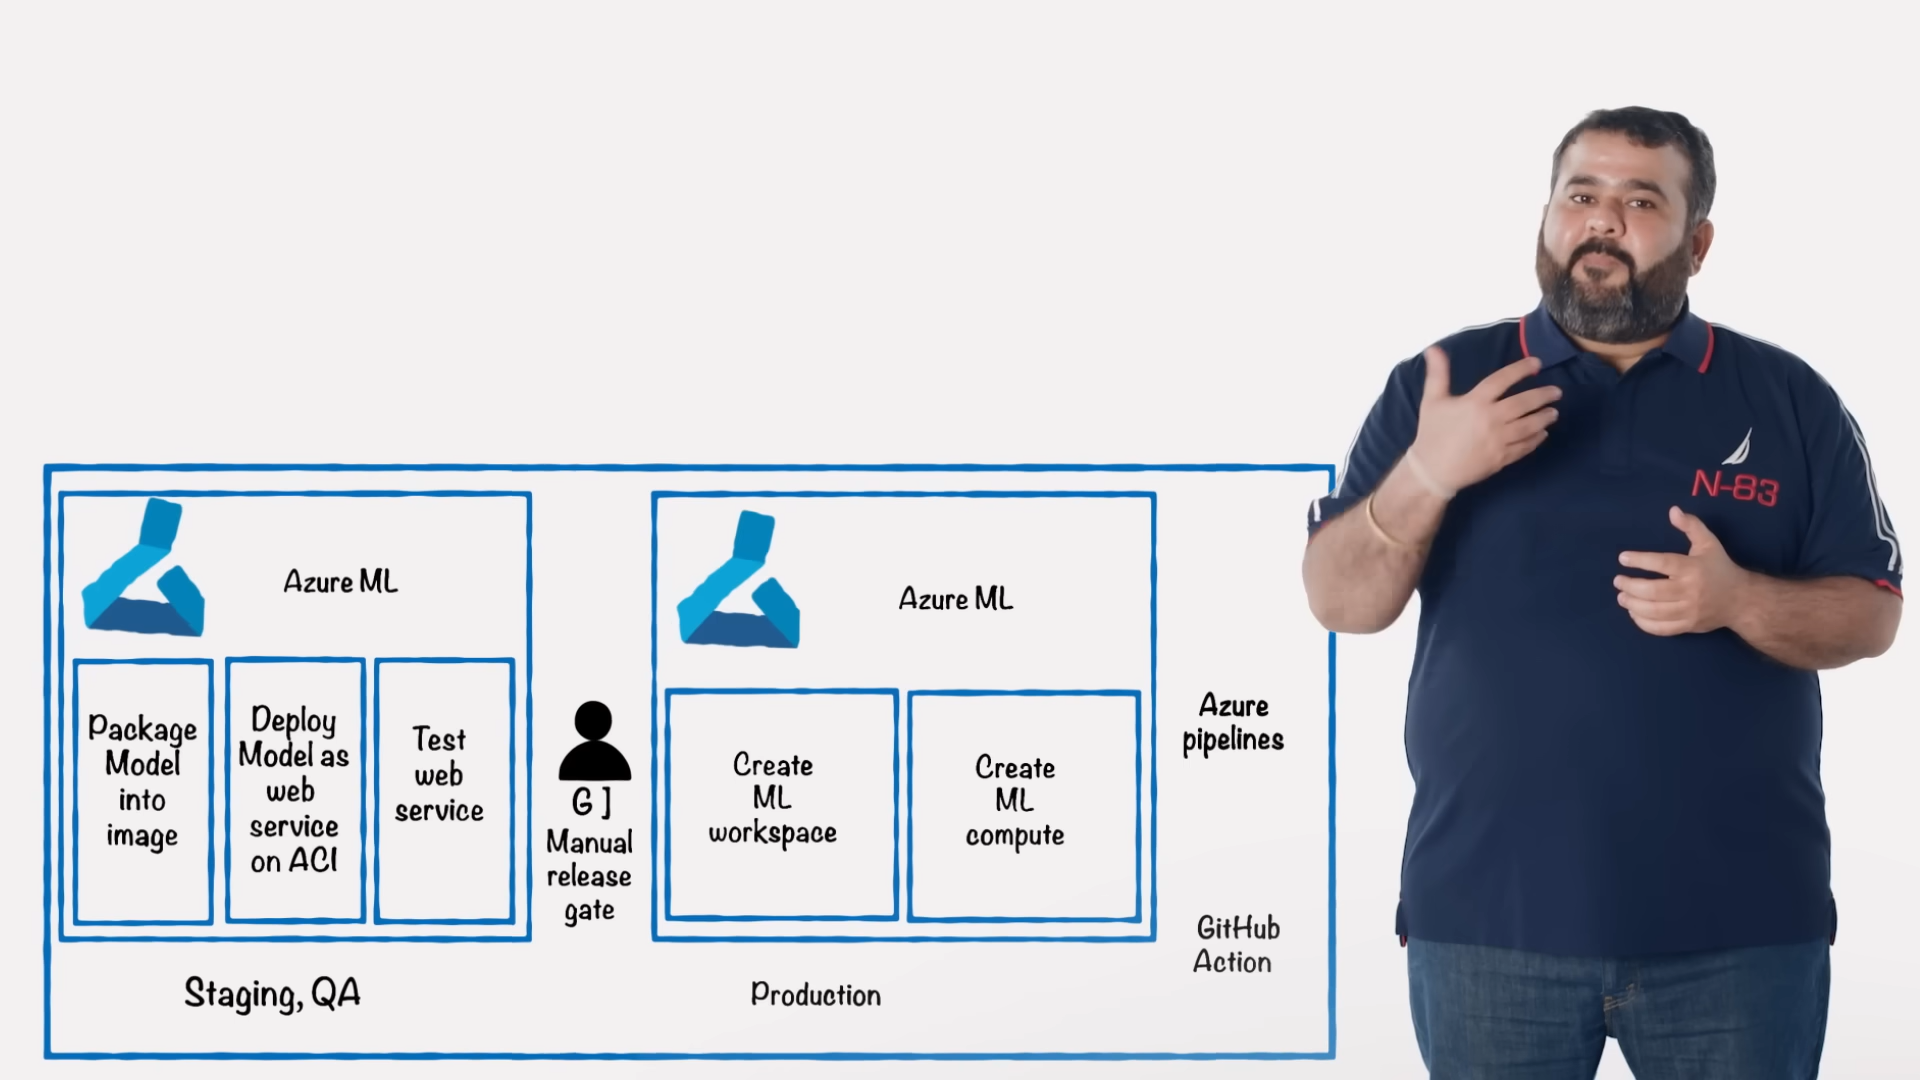 Azure ML
Package
Model
into
image
Deploy
Model as
web
service
on ACI
Test
web
service
Staging, QA
G ]
Manual
release
gate
Azure ML
Create
ML
workspace
Create
ML
compute
Production
Azure
pipelines
GitHub
Action
N-83